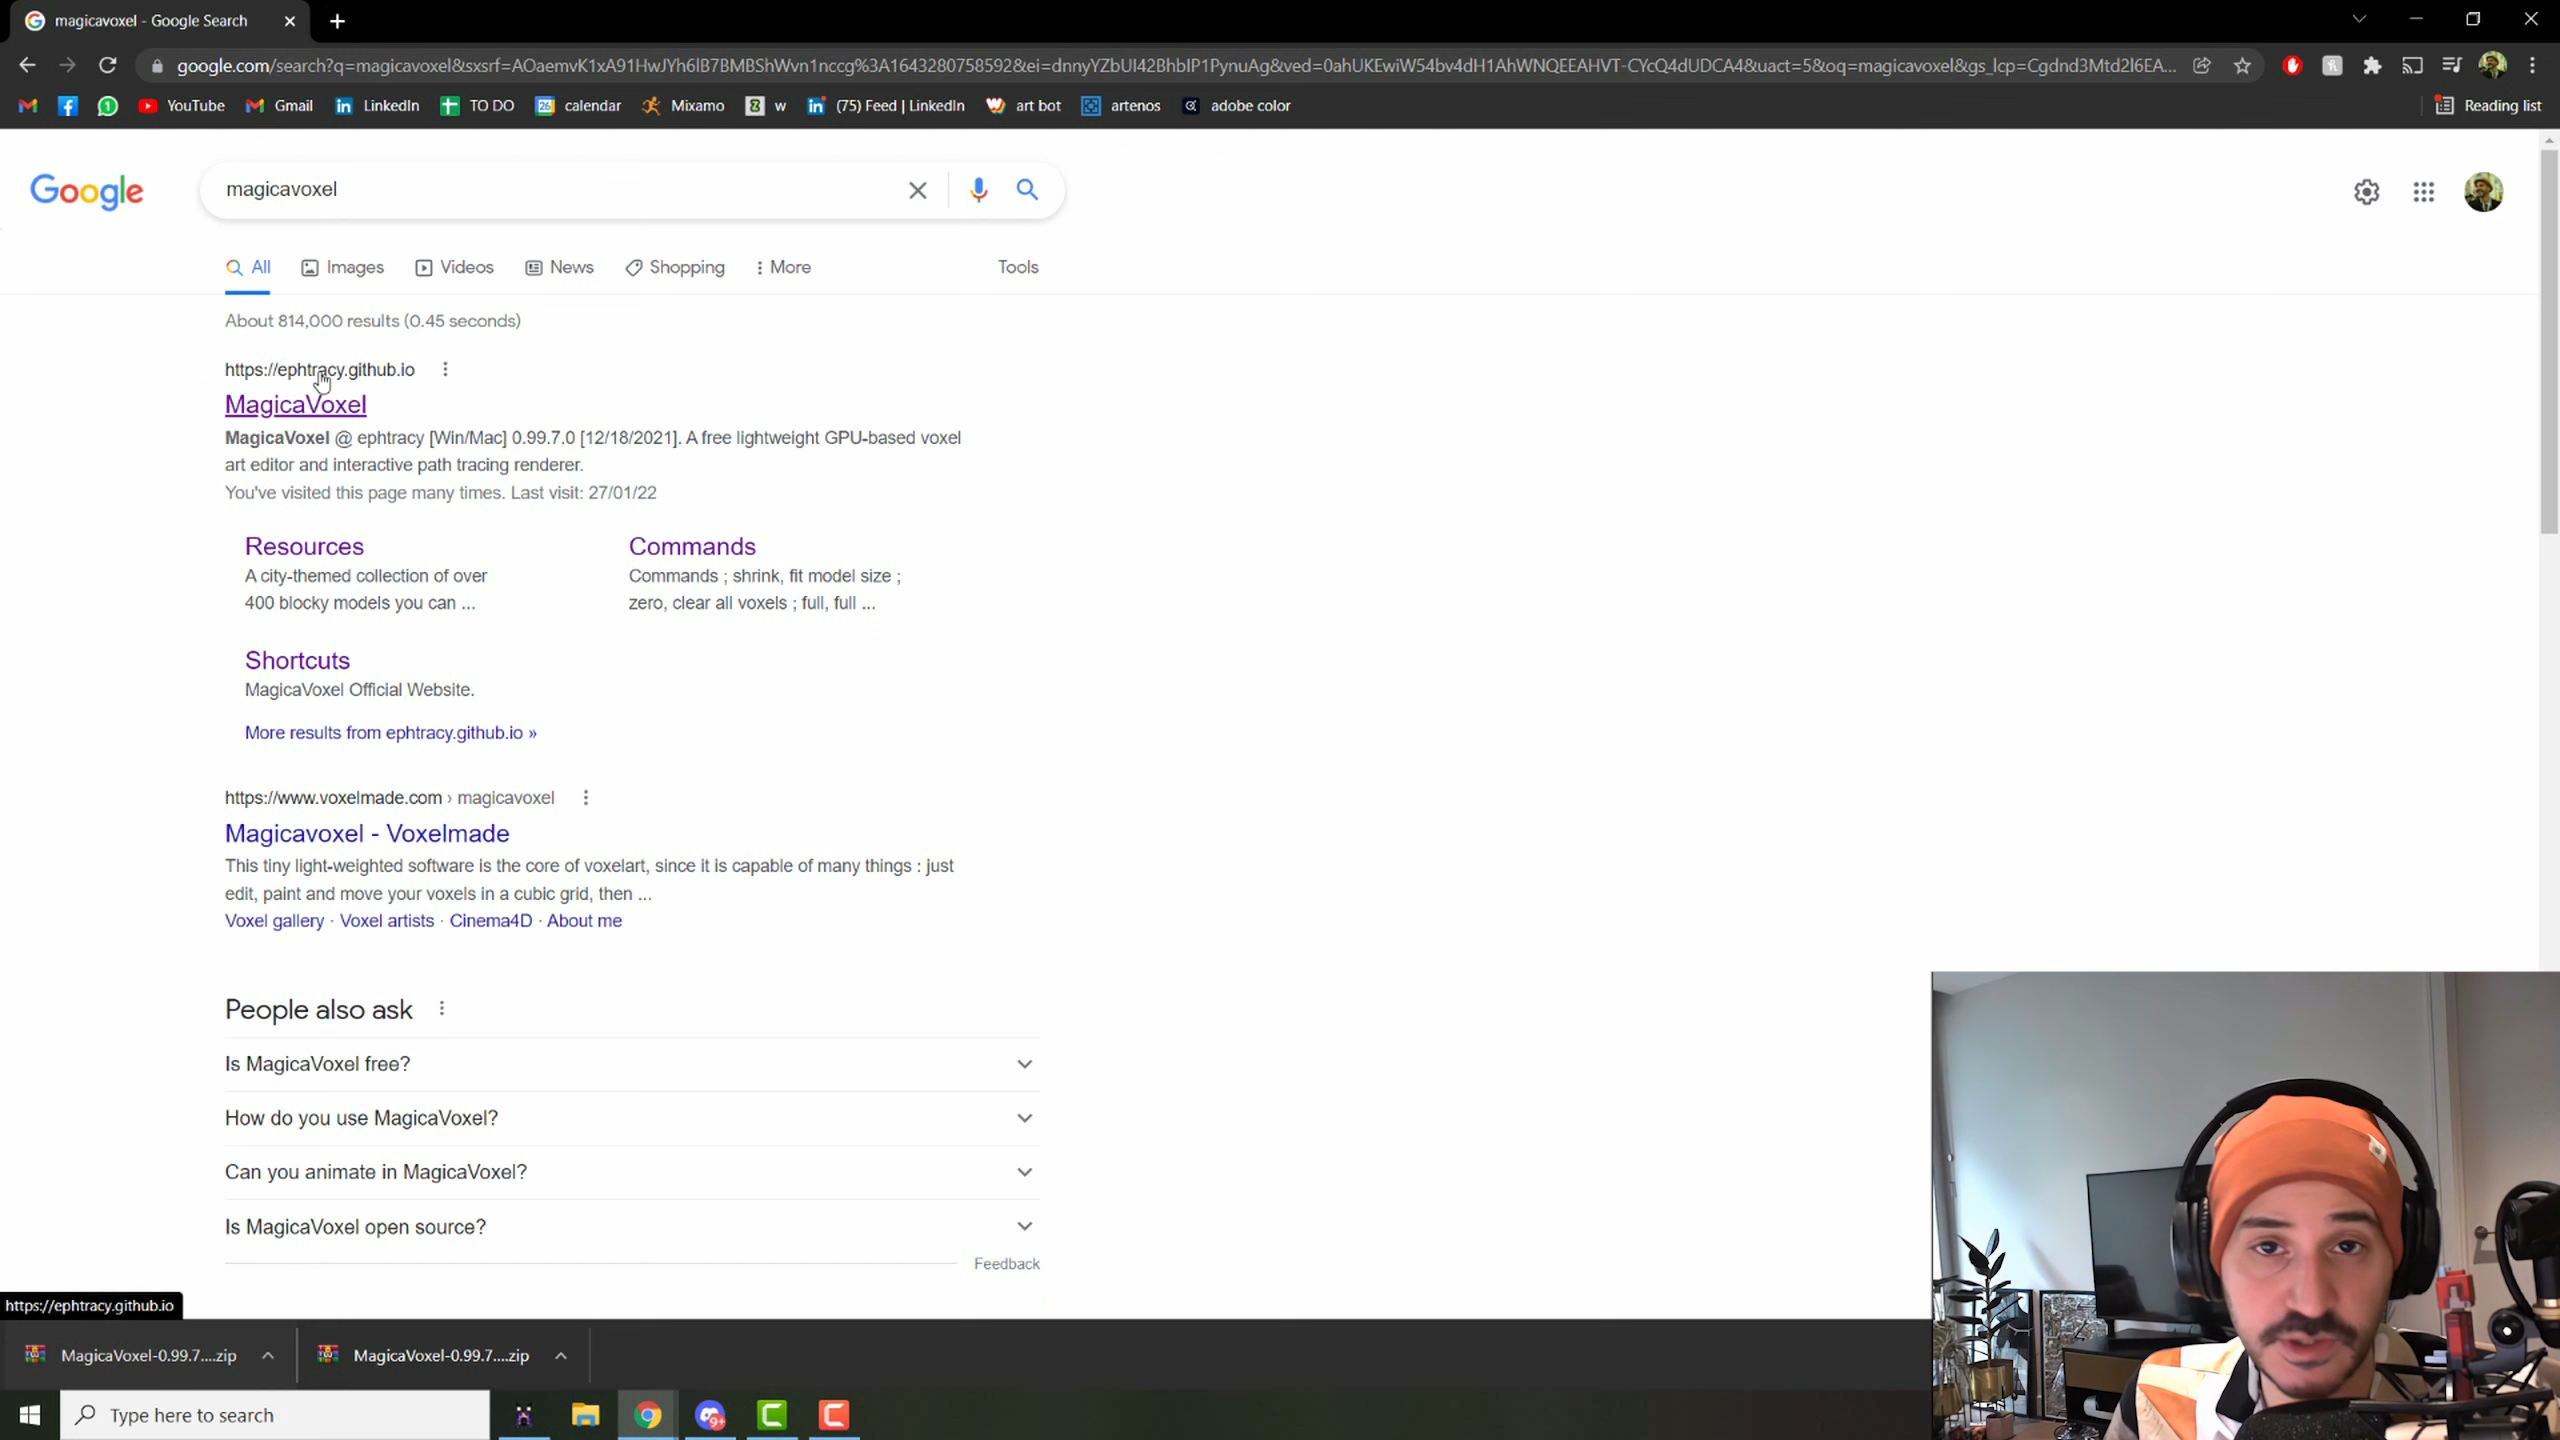 magicavoxel - Google Search
google.com/search?q=magicavoxel&sxsrf=AOaemvK1xA91HwJYh6lB7BMBShWvn1nccg%3A1643280758592&ei=dnnyYZbUI42BhbIP1PynuAg&ved=0ahUKEwiW54bv4dH1AhWNQEEAHVT-CYcQ4dUDCA4&uact=5&oq=magicavoxel&gs_lcp=Cgdnd3Mtd2l6EA...
YouTube Gmail LinkedIn TO DO calendar Mixamo w (75) Feed | LinkedIn art bot artenos adobe color Reading list
Google magicavoxel
All Images Videos News Shopping More Tools
About 814,000 results (0.45 seconds)
https://ephtracy.github.io
MagicaVoxel
MagicaVoxel @ ephtracy [Win/Mac] 0.99.7.0 [12/18/2021]. A free lightweight GPU-based voxel
art editor and interactive path tracing renderer.
You've visited this page many times. Last visit: 27/01/22
Resources Commands
A city-themed collection of over Commands ; shrink, fit model size ;
400 blocky models you can ... zero, clear all voxels ; full, full ...
Shortcuts
MagicaVoxel Official Website.
More results from ephtracy.github.io »
https://www.voxelmade.com › magicavoxel
Magicavoxel - Voxelmade
This tiny light-weighted software is the core of voxelart, since it is capable of many things : just
edit, paint and move your voxels in a cubic grid, then ...
Voxel gallery · Voxel artists · Cinema4D · About me
People also ask
Is MagicaVoxel free?
How do you use MagicaVoxel?
Can you animate in MagicaVoxel?
Is MagicaVoxel open source?
Feedback
https://ephtracy.github.io
MagicaVoxel-0.99.7....zip MagicaVoxel-0.99.7....zip
Type here to search 9+